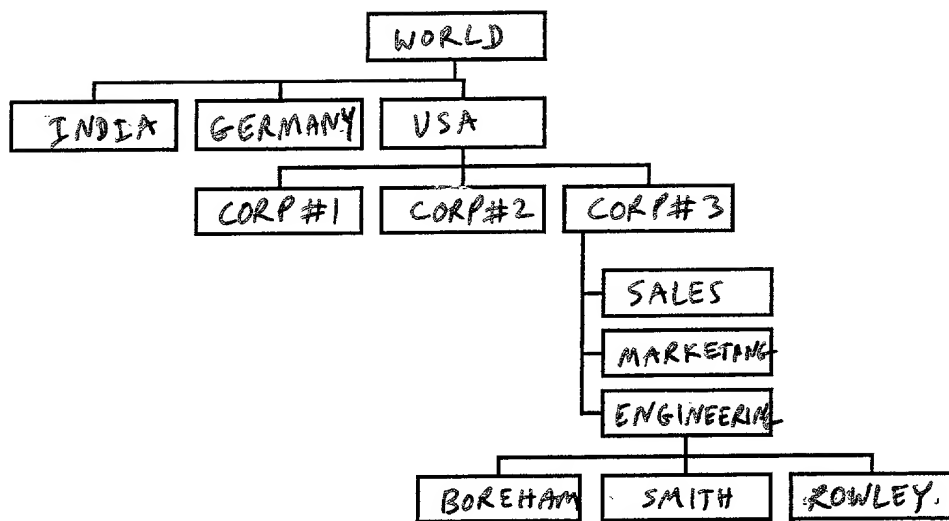 WORLD
INDIA GERMANY USA
CORP#1 CORP#2 CORP#3
SALES
MARKETING
ENGINEERING
BOREHAM SMITH ROWLEY.